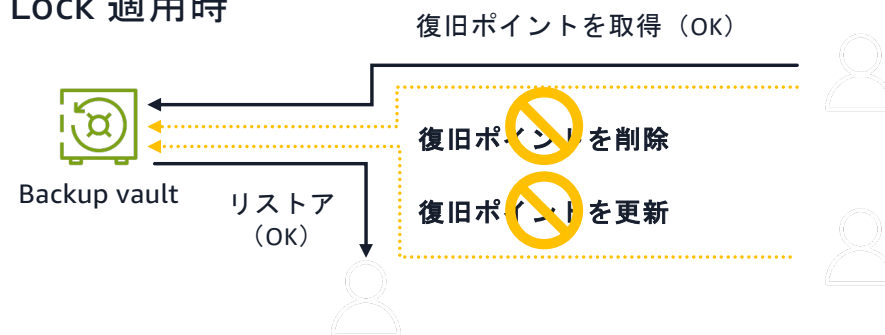 Lock 適用時
復旧ポイントを取得（OK）
復旧ポイントを削除
Backup vault
リストア
（OK）
復旧ポイントを更新